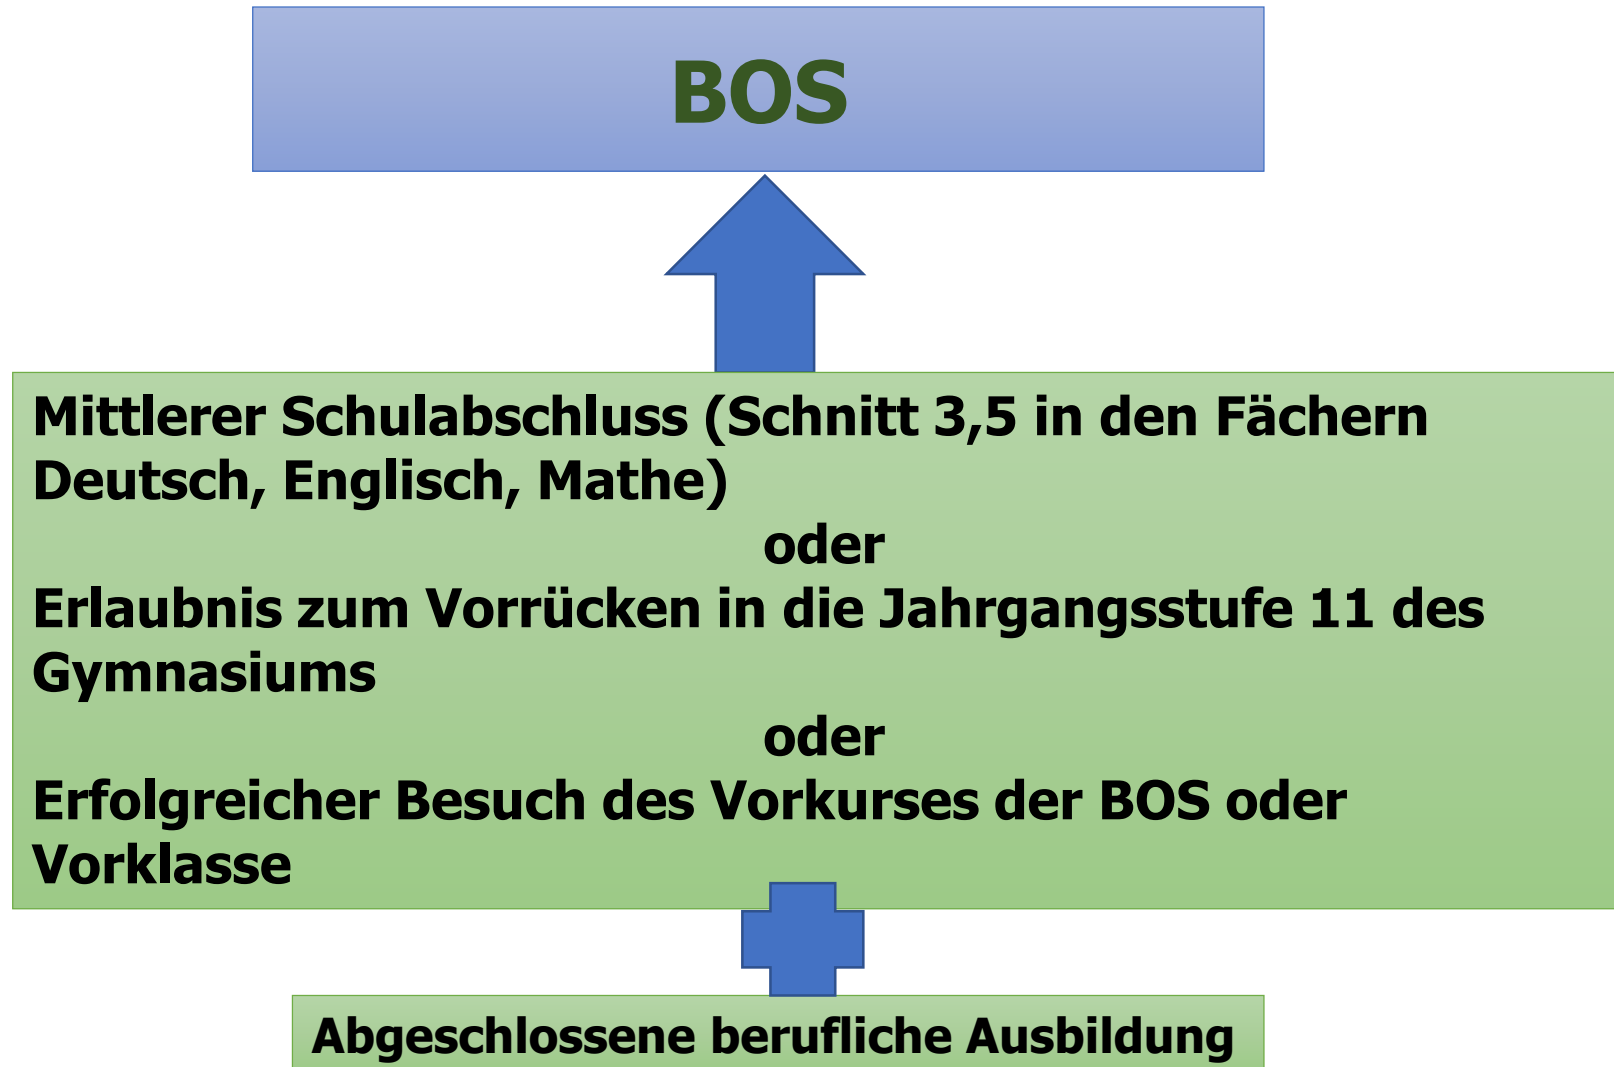 BOS
Mittlerer Schulabschluss (Schnitt 3,5 in den Fächern
Deutsch, Englisch, Mathe)
oder
Erlaubnis zum Vorrücken in die Jahrgangsstufe 11 des
Gymnasiums
oder
Erfolgreicher Besuch des Vorkurses der BOS oder
Vorklasse
Abgeschlossene berufliche Ausbildung